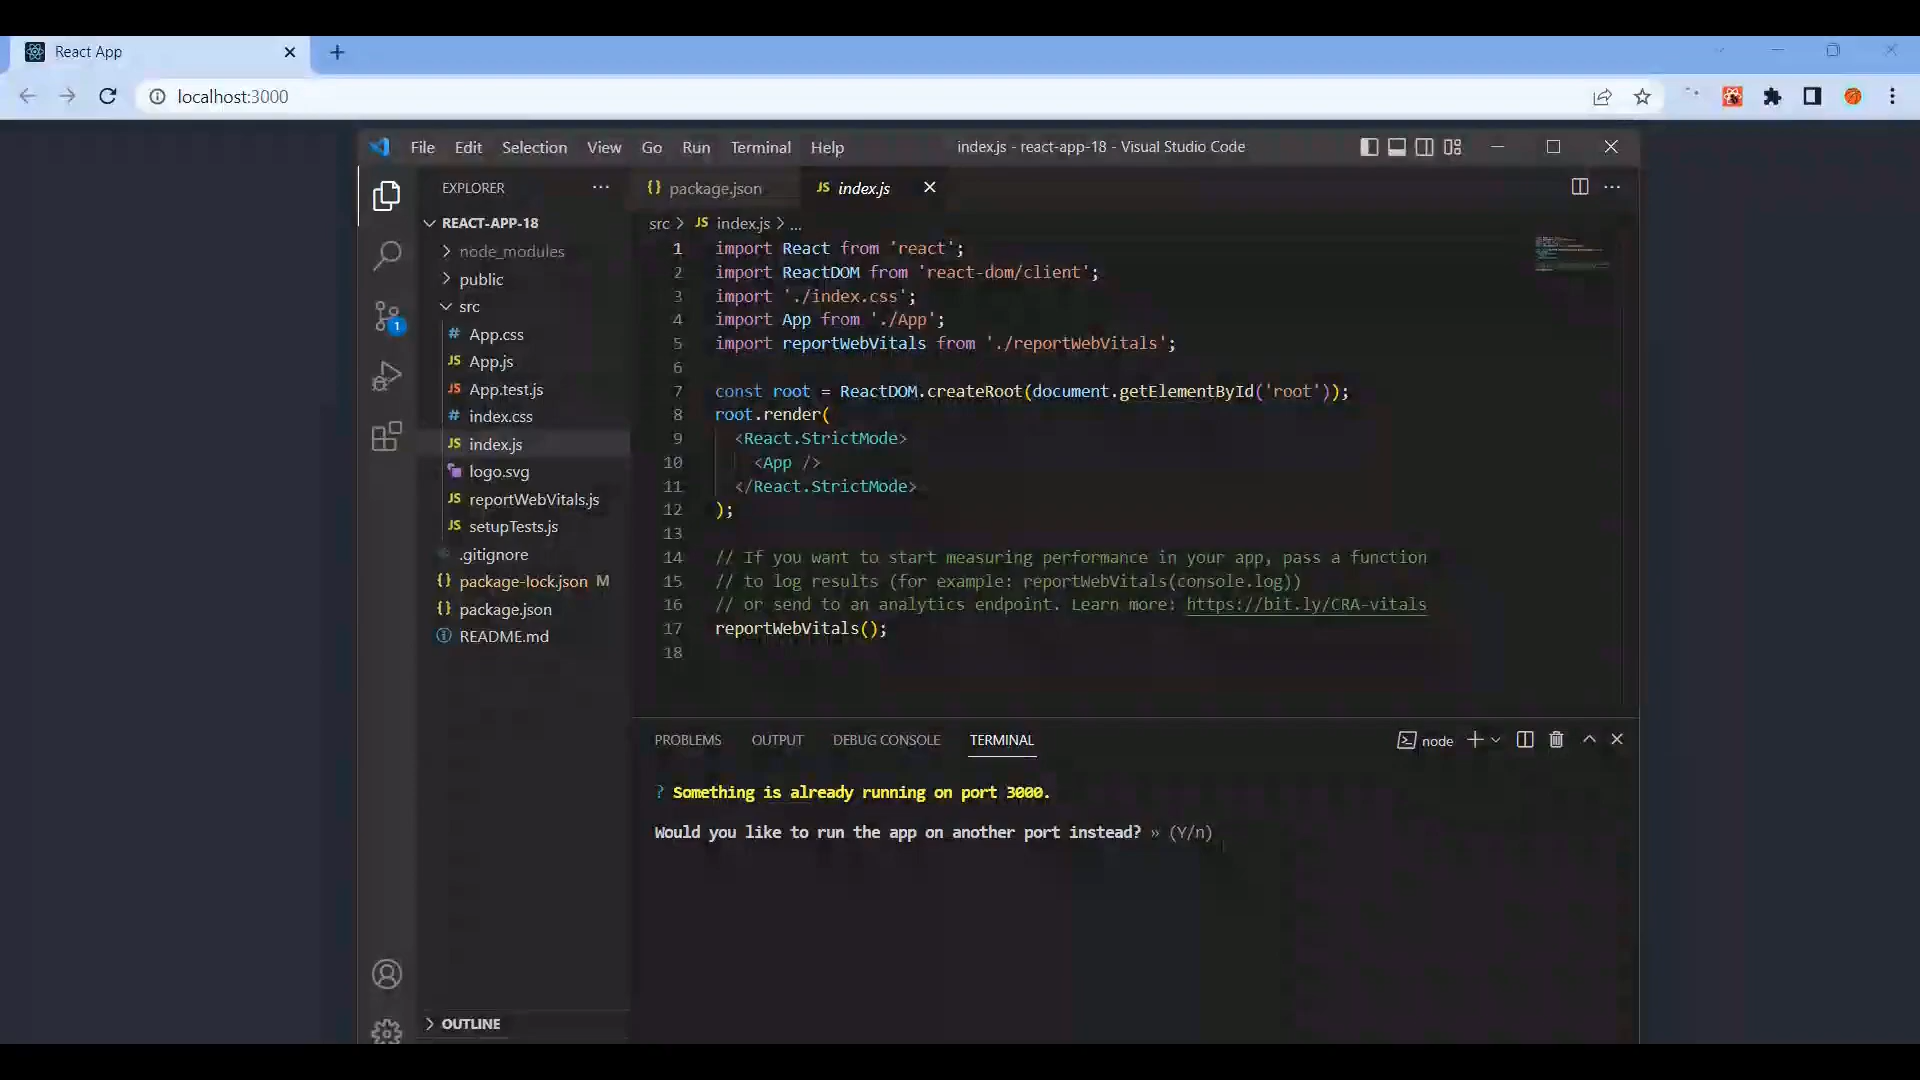 React App
localhost:3000
File Edit Selection View Go Run Terminal Help
index.js - react-app-18 - Visual Studio Code
EXPLORER
REACT-APP-18
node_modules
public
src
# App.css
JS App.js
JS App.test.js
# index.css
JS index.js
logo.svg
JS reportWebVitals.js
JS setupTests.js
.gitignore
{} package-lock.json M
{} package.json
README.md
OUTLINE
1
{} package.json
JS index.js
src > JS index.js > ...
1 import React from 'react';
2 import ReactDOM from 'react-dom/client';
3 import './index.css';
4 import App from './App';
5 import reportWebVitals from './reportWebVitals';
6
7 const root = ReactDOM.createRoot(document.getElementById('root'));
8 root.render(
9 <React.StrictMode>
10 <App />
11 </React.StrictMode>
12 );
13
14 // If you want to start measuring performance in your app, pass a function
15 // to log results (for example: reportWebVitals(console.log))
16 // or send to an analytics endpoint. Learn more: https://bit.ly/CRA-vitals
17 reportWebVitals();
18
PROBLEMS OUTPUT DEBUG CONSOLE TERMINAL
node
? Something is already running on port 3000.
Would you like to run the app on another port instead? » (Y/n)